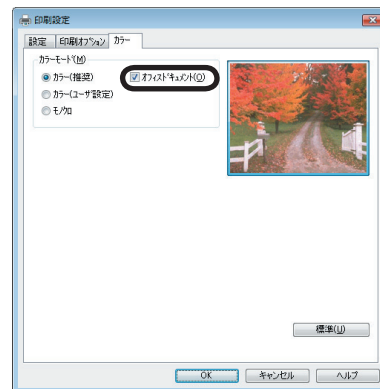 印刷設定
設定 印刷ｵﾌﾟｼｮﾝ ｶﾗｰ
ｶﾗｰﾓｰﾄﾞ(M)
ｶﾗｰ(推奨) ｵﾌｨｽﾄﾞｷｭﾒﾝﾄ(O)
ｶﾗｰ(ﾕｰｻﾞ設定)
ﾓﾉｸﾛ
標準(U)
OK ｷｬﾝｾﾙ ﾍﾙﾌﾟ